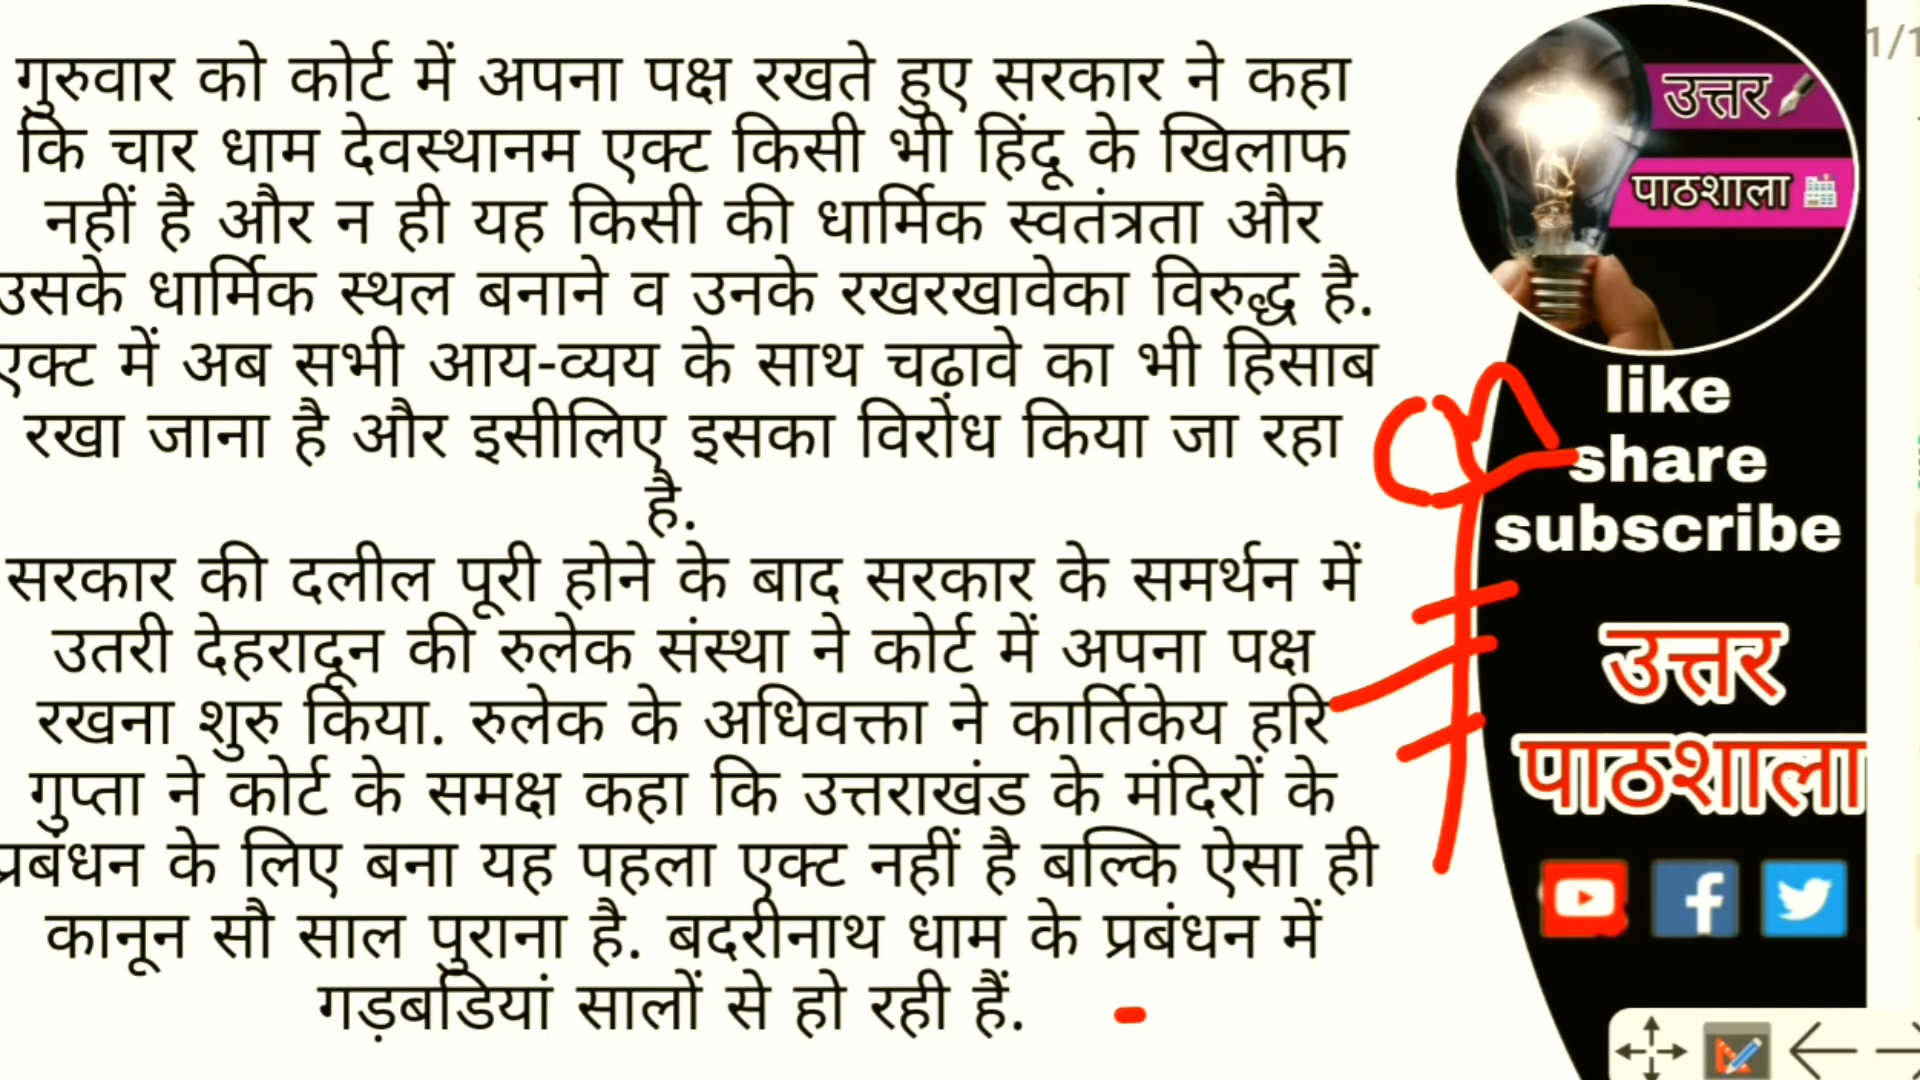 गुरुवार को कोर्ट में अपना पक्ष रखते हुए सरकार ने कहा
कि चार धाम देवस्थानम एक्ट किसी भी हिंदू के खिलाफ
नहीं है और न ही यह किसी की धार्मिक स्वतंत्रता और
उसके धार्मिक स्थल बनाने व उनके रखरखावेका विरुद्ध है.
एक्ट में अब सभी आय-व्यय के साथ चढ़ावे का भी हिसाब
रखा जाना है और इसीलिए इसका विरोध किया जा रहा
है.
सरकार की दलील पूरी होने के बाद सरकार के समर्थन में
उतरी देहरादून की रुलेक संस्था ने कोर्ट में अपना पक्ष
रखना शुरु किया. रुलेक के अधिवक्ता ने कार्तिकेय हरि
गुप्ता ने कोर्ट के समक्ष कहा कि उत्तराखंड के मंदिरों के
प्रबंधन के लिए बना यह पहला एक्ट नहीं है बल्कि ऐसा ही
कानून सौ साल पुराना है. बदरीनाथ धाम के प्रबंधन में
गड़बडियां सालों से हो रही हैं.
उत्तर
पाठशाला
like
share
subscribe
उत्तर
पाठशाला